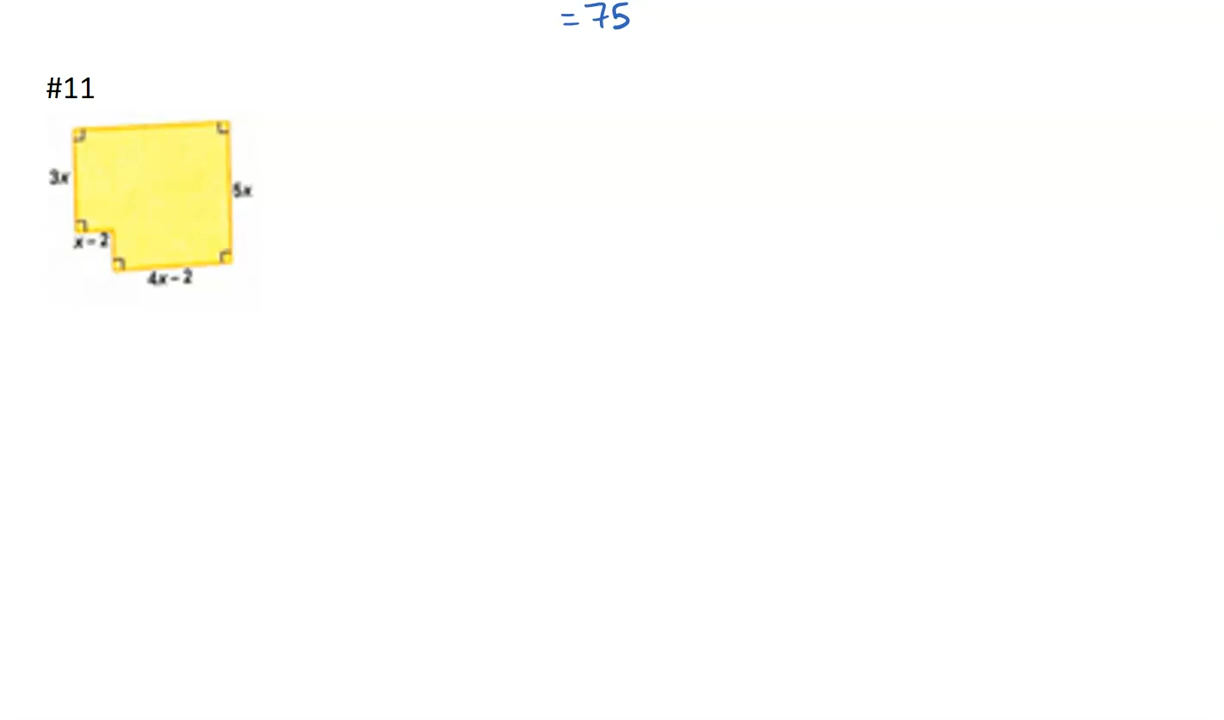 = 75
#11
3x
5x
x - 2
4x - 2